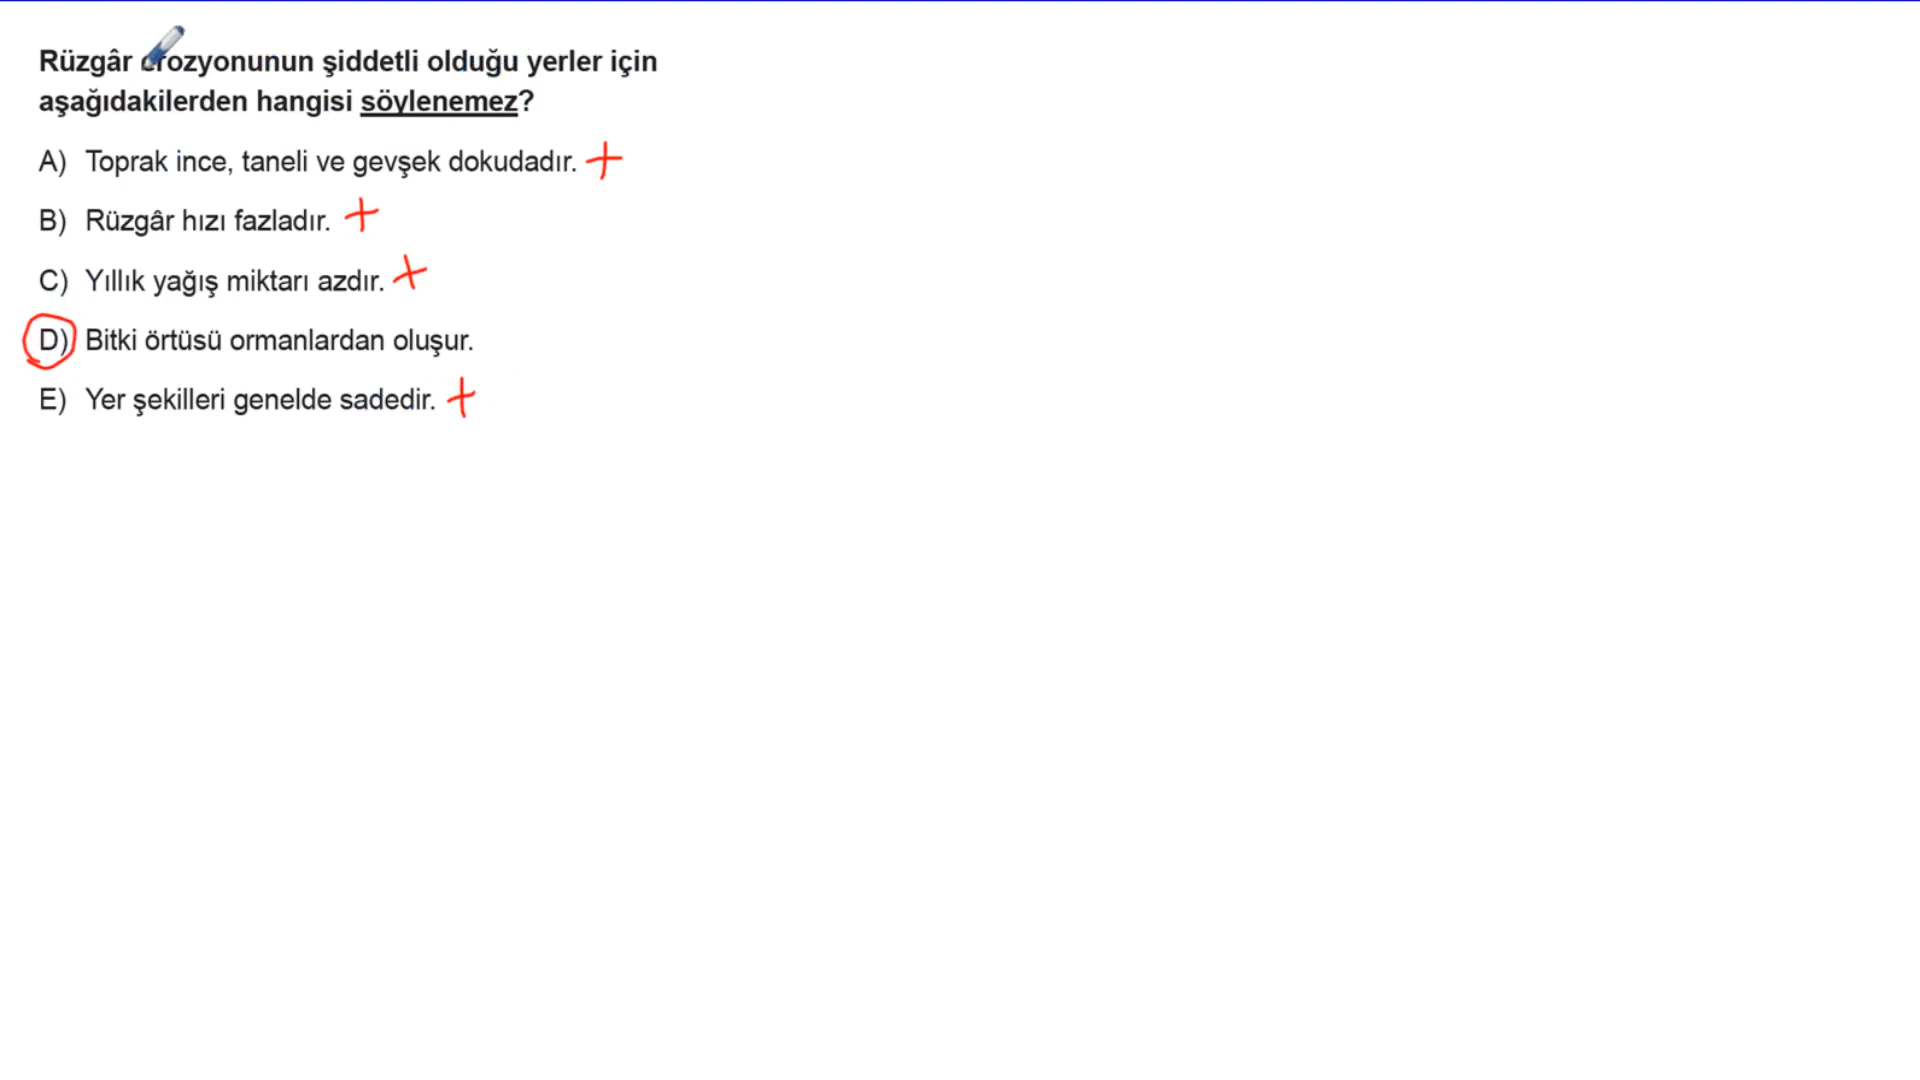 Rüzgâr erozyonunun şiddetli olduğu yerler için
aşağıdakilerden hangisi söylenemez?
A) Toprak ince, taneli ve gevşek dokudadır. +
B) Rüzgâr hızı fazladır. +
C) Yıllık yağış miktarı azdır. +
D) Bitki örtüsü ormanlardan oluşur.
E) Yer şekilleri genelde sadedir. +